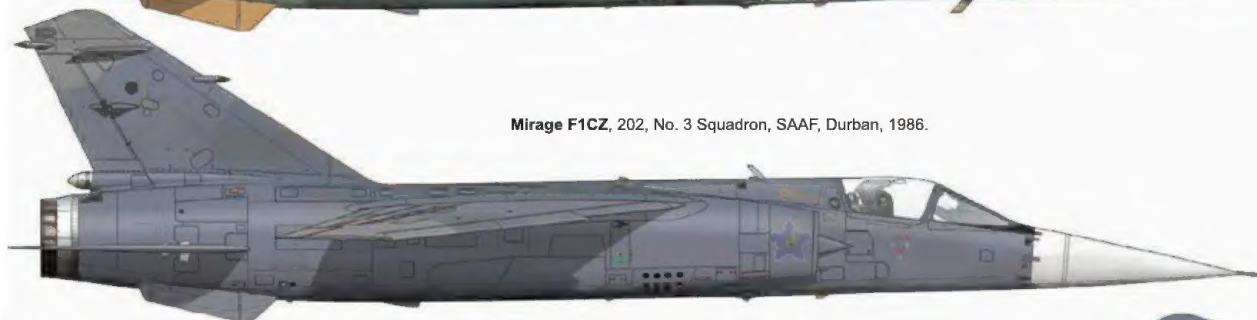 Mirage F1CZ, 202, No. 3 Squadron, SAAF, Durban, 1986.